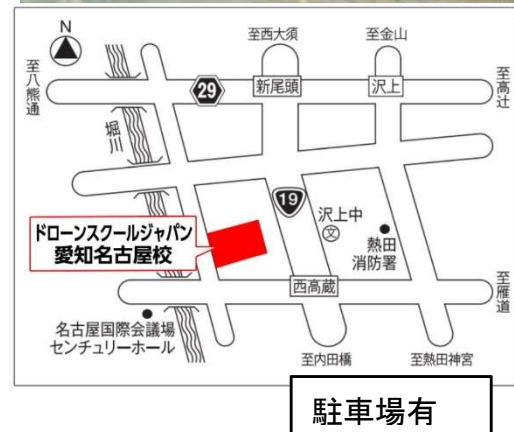 N
至西大須
至金山
至八熊通
29
新尾頭
沢上
至高辻
堀川
19
沢上中
文
熱田
消防署
ドローンスクールジャパン
愛知名古屋校
西高蔵
至雁道
名古屋国際会議場
センチュリーホール
至内田橋
至熱田神宮
駐車場有